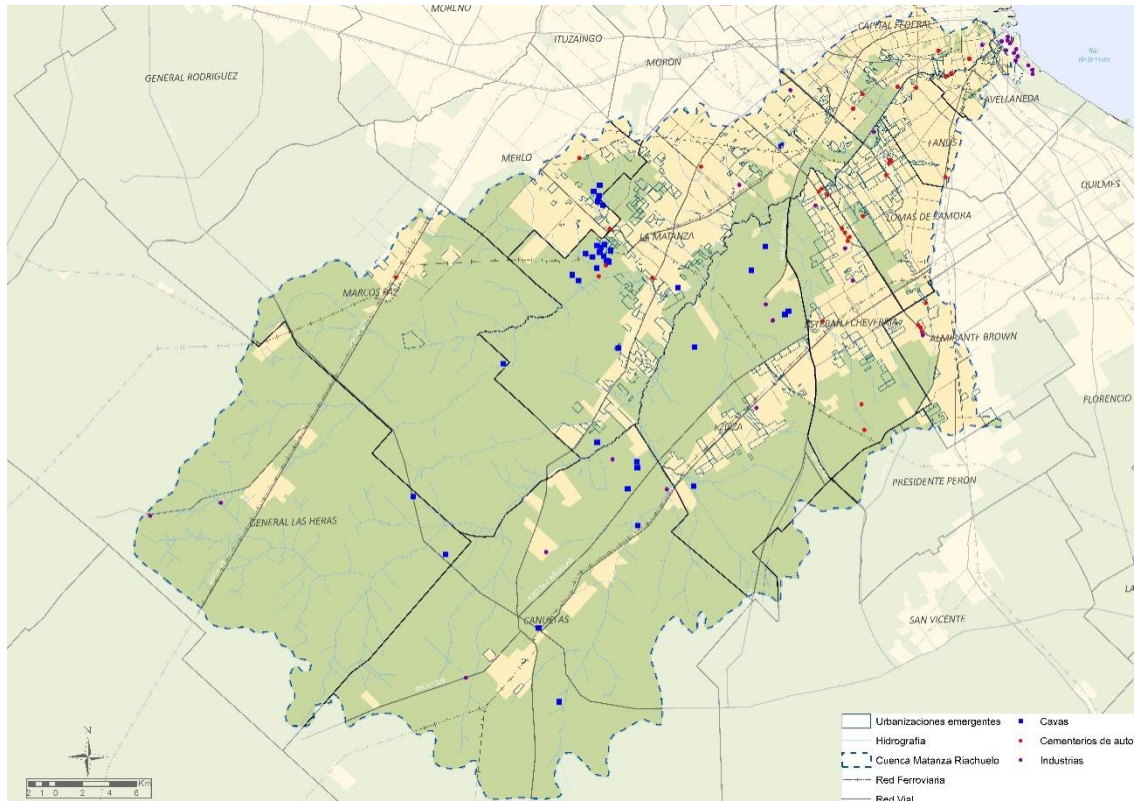 MORENO
ITUZAINGO
CAPITAL FEDERAL
GENERAL RODRIGUEZ
MORON
Río
de la Plata
AVELLANEDA
MERLO
LANUS
QUILMES
LOMAS DE ZAMORA
LA MATANZA
MARCOS PAZ
ESTEBAN ECHEVERRIA
ALMIRANTE BROWN
FLORENCIO
EZEIZA
PRESIDENTE PERON
GENERAL LAS HERAS
LA
SAN VICENTE
CAÑUELAS
Urbanizaciones emergentes
Cavas
Hidrografia
Cementerios de auto
Cuenca Matanza Riachuelo
Industrias
Red Ferroviaria
Red Vial
N
2 1 0 2 4 6
Km